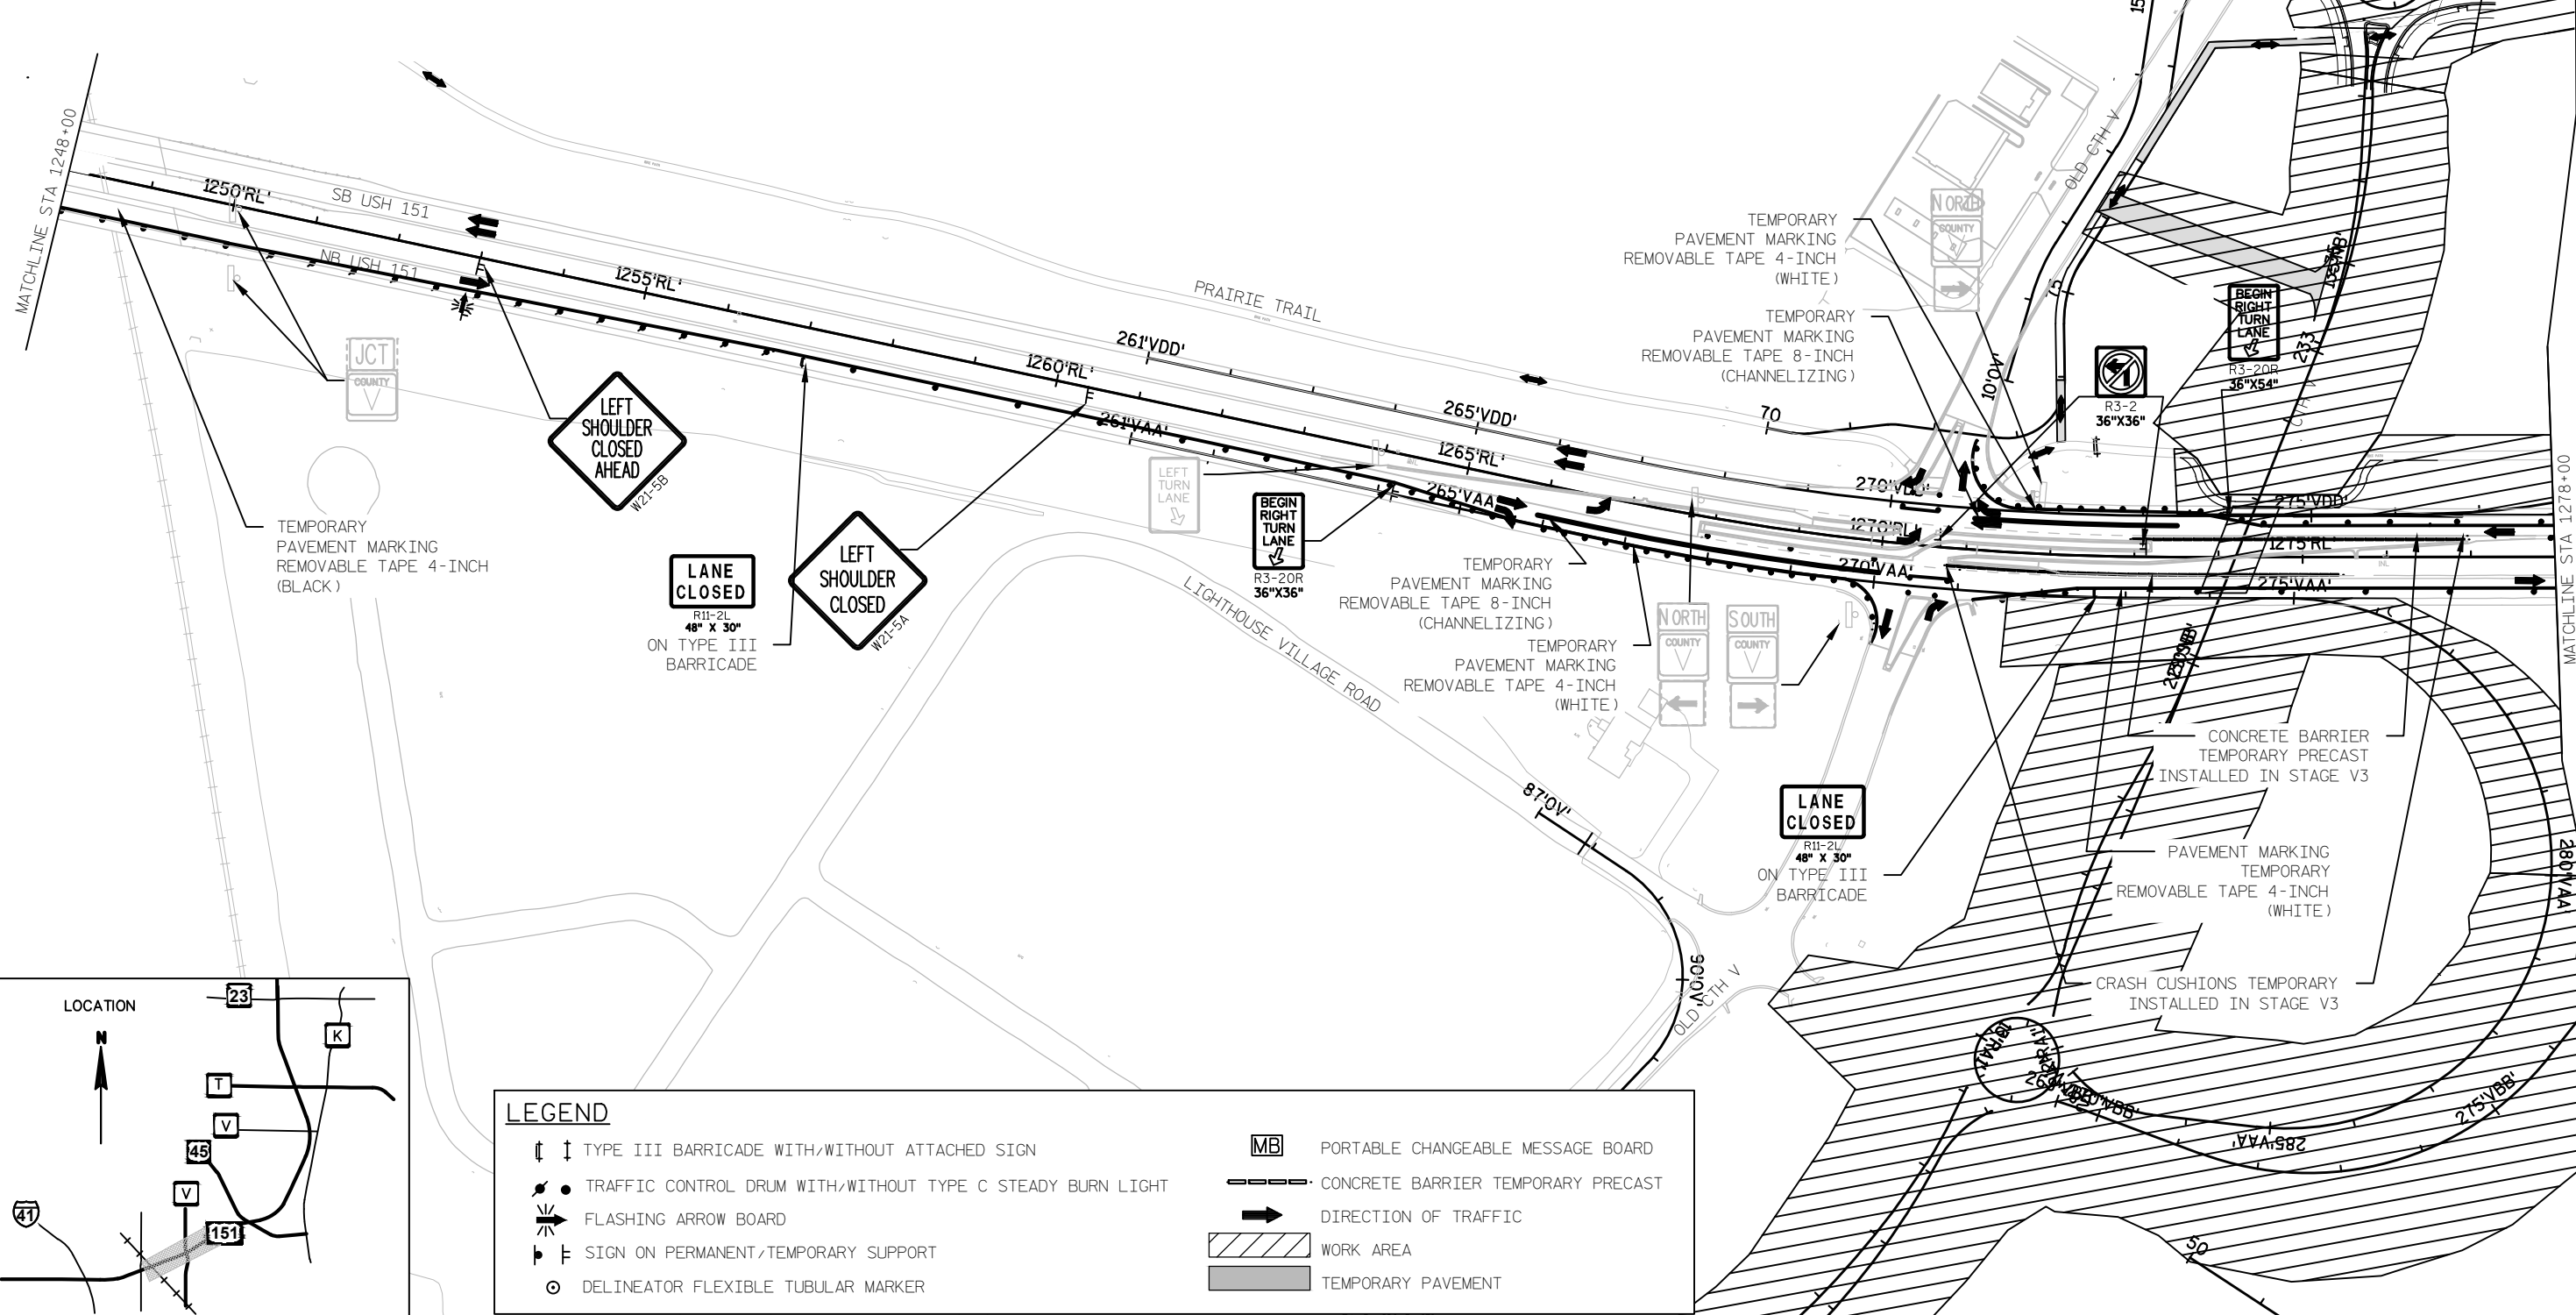 MATCHLINE STA 1248+00
1250'RL'
SB USH 151
NB USH 151
1255'RL'
1260'RL'
261'VDD'
PRAIRIE TRAIL
261'VAA'
265'VDD'
1265'RL'
265'VAA'
70
270'VDD'
1270'RL'
270'VAA'
275'VDD'
1275'RL'
275'VAA'
MATCHLINE STA 1278+00
OLD CTH V
10'OV'
75
15
233
CTH V
JCT
COUNTY
V
LEFT
SHOULDER
CLOSED
AHEAD
W21-5B
LEFT
SHOULDER
CLOSED
W21-5A
TEMPORARY
PAVEMENT MARKING
REMOVABLE TAPE 4-INCH
(BLACK)
LANE
CLOSED
R11-2L
48" X 30"
ON TYPE III
BARRICADE
LEFT
TURN
LANE
BEGIN
RIGHT
TURN
LANE
R3-20R
36"X36"
TEMPORARY
PAVEMENT MARKING
REMOVABLE TAPE 8-INCH
(CHANNELIZING)
TEMPORARY
PAVEMENT MARKING
REMOVABLE TAPE 4-INCH
(WHITE)
NORTH
COUNTY
V
SOUTH
COUNTY
V
TEMPORARY
PAVEMENT MARKING
REMOVABLE TAPE 4-INCH
(WHITE)
TEMPORARY
PAVEMENT MARKING
REMOVABLE TAPE 8-INCH
(CHANNELIZING)
NORTH
COUNTY
V
R3-2
36"X36"
BEGIN
RIGHT
TURN
LANE
R3-20R
36"X54"
LIGHTHOUSE VILLAGE ROAD
87'OV'
90'OV'
OLD CTH V
LANE
CLOSED
R11-2L
48" X 30"
ON TYPE III
BARRICADE
CONCRETE BARRIER
TEMPORARY PRECAST
INSTALLED IN STAGE V3
PAVEMENT MARKING
TEMPORARY
REMOVABLE TAPE 4-INCH
(WHITE)
CRASH CUSHIONS TEMPORARY
INSTALLED IN STAGE V3
280'VAA'
275'VBB'
285'VAA'
50
LOCATION
N
23
K
T
V
45
V
151
41
LEGEND
TYPE III BARRICADE WITH/WITHOUT ATTACHED SIGN
TRAFFIC CONTROL DRUM WITH/WITHOUT TYPE C STEADY BURN LIGHT
FLASHING ARROW BOARD
SIGN ON PERMANENT/TEMPORARY SUPPORT
DELINEATOR FLEXIBLE TUBULAR MARKER
MB PORTABLE CHANGEABLE MESSAGE BOARD
CONCRETE BARRIER TEMPORARY PRECAST
DIRECTION OF TRAFFIC
WORK AREA
TEMPORARY PAVEMENT